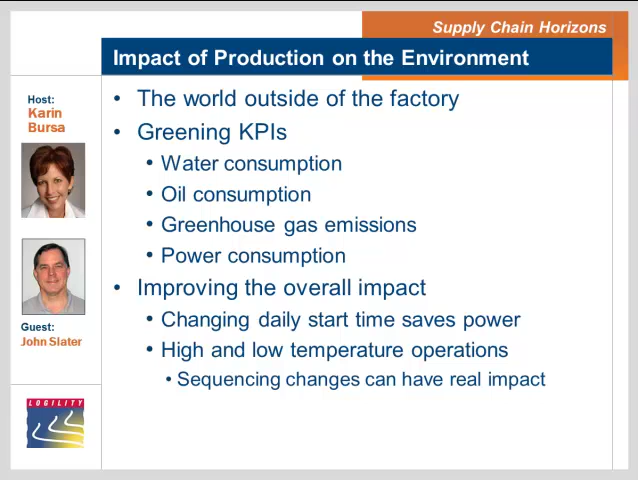 Supply Chain Horizons
Impact of Production on the Environment
Host:
Karin
Bursa
Guest:
John Slater
LOGILITY
• The world outside of the factory
• Greening KPIs
• Water consumption
• Oil consumption
• Greenhouse gas emissions
• Power consumption
• Improving the overall impact
• Changing daily start time saves power
• High and low temperature operations
• Sequencing changes can have real impact